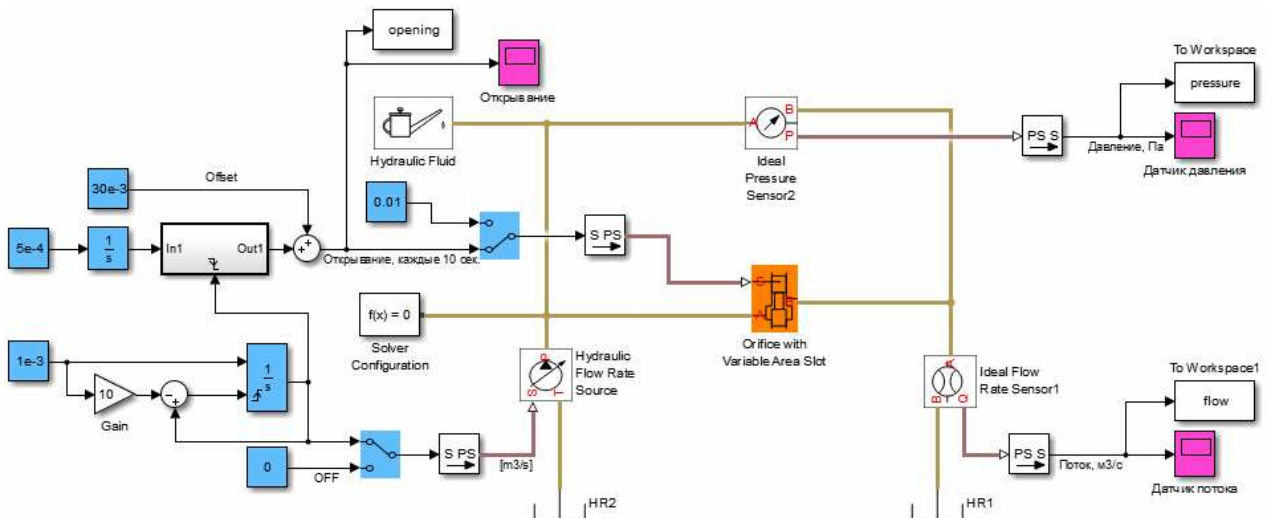 opening
Открывание
To Workspace
pressure
Hydraulic Fluid
A
B
P
PS S
Давление, Па
Ideal
Pressure
Sensor2
Датчик давления
30e-3
Offset
0.01
5e-4
1
s
In1
Out1
+
+
Открывание, каждые 10 сек.
S PS
A
Orifice with
Variable Area Slot
f(x) = 0
Solver
Configuration
1e-3
10
Gain
1
s
P
S
T
Hydraulic
Flow Rate
Source
A
B
Q
Ideal Flow
Rate Sensor1
To Workspace1
flow
0
OFF
S PS
[m3/s]
PS S
Поток, м3/с
Датчик потока
HR2
HR1